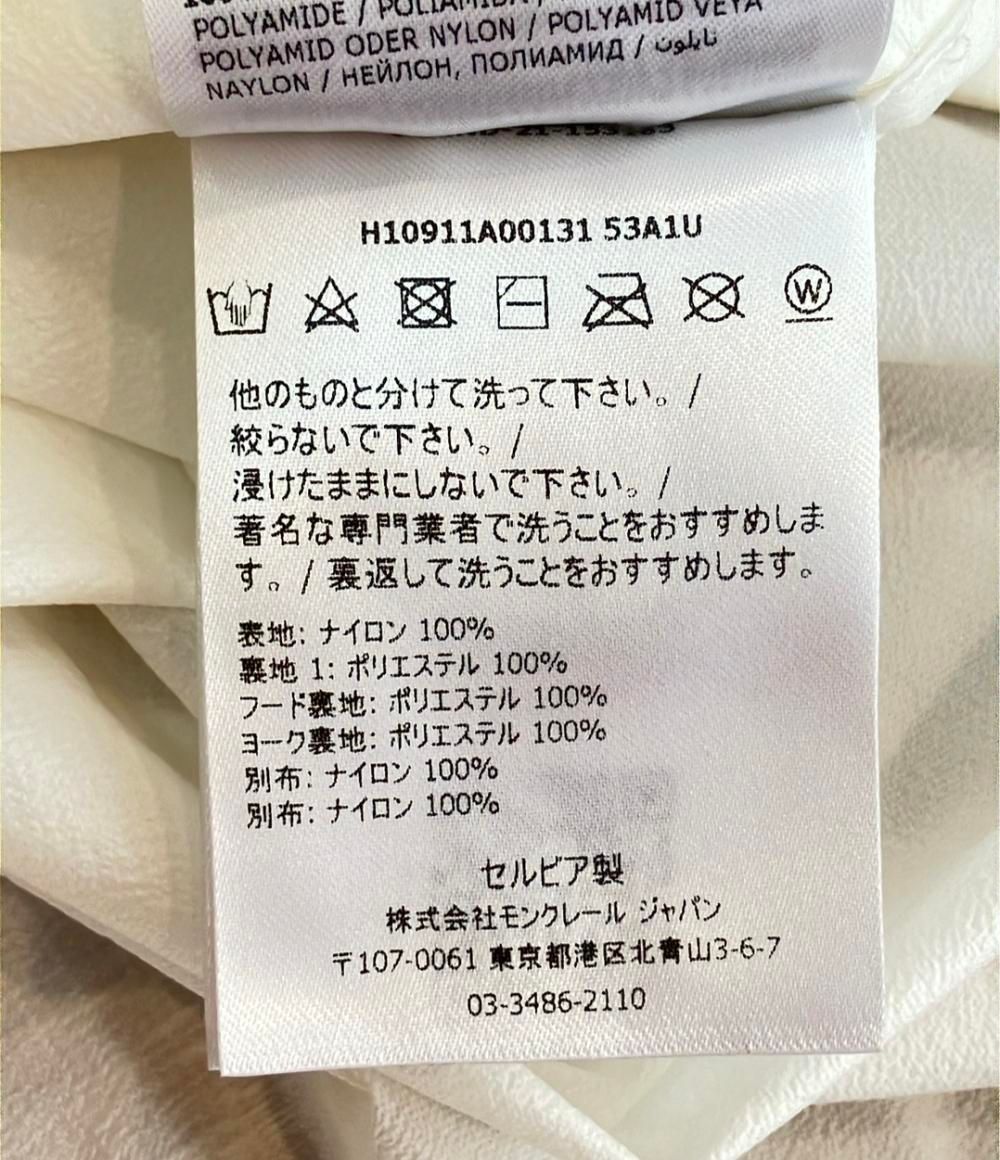 POLYAMIDE / POLIAMIDA /
POLYAMID ODER NYLON / POLYAMID VEYA
NAYLON / НЕЙЛОН, ПОЛИАМИД / نايلون
H10911A00131 53A1U
W
他のものと分けて洗って下さい。/
絞らないで下さい。/
浸けたままにしないで下さい。/
著名な専門業者で洗うことをおすすめしま
す。/ 裏返して洗うことをおすすめします。
表地: ナイロン 100%
裏地 1: ポリエステル 100%
フード裏地: ポリエステル 100%
ヨーク裏地: ポリエステル 100%
別布: ナイロン 100%
別布: ナイロン 100%
セルビア製
株式会社モンクレール ジャパン
〒107-0061 東京都港区北青山3-6-7
03-3486-2110